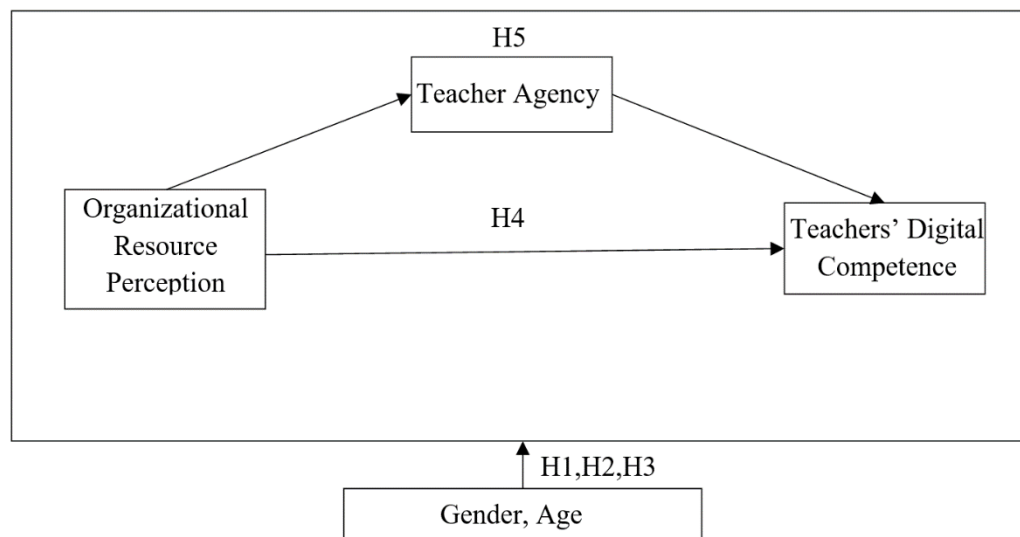 H5
Teacher Agency
Organizational
Resource
Perception
H4
Teachers’ Digital
Competence
H1,H2,H3
Gender, Age